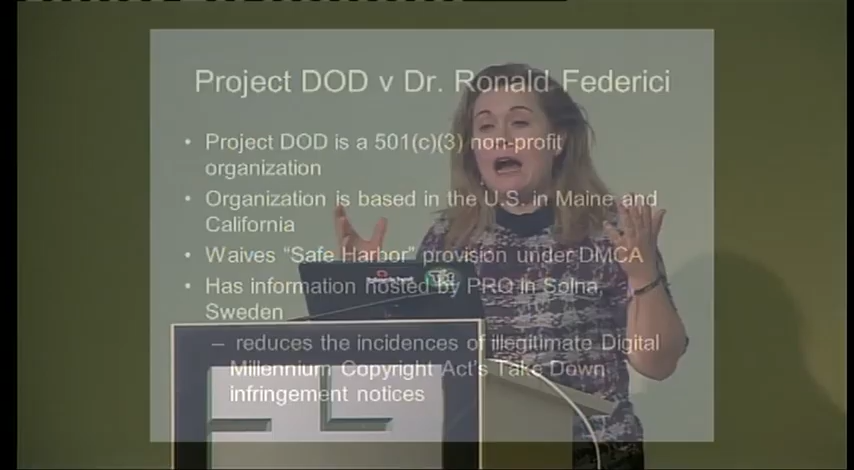 Project DOD v Dr. Ronald Federici
• Project DOD is a 501(c)(3) non-profit
organization
• Organization is based in the U.S. in Maine and
California
• Waives “Safe Harbor” provision under DMCA
• Has information hosted by PRQ in Solna,
Sweden
– reduces the incidences of illegitimate Digital
Millennium Copyright Act's Take Down
infringement notices